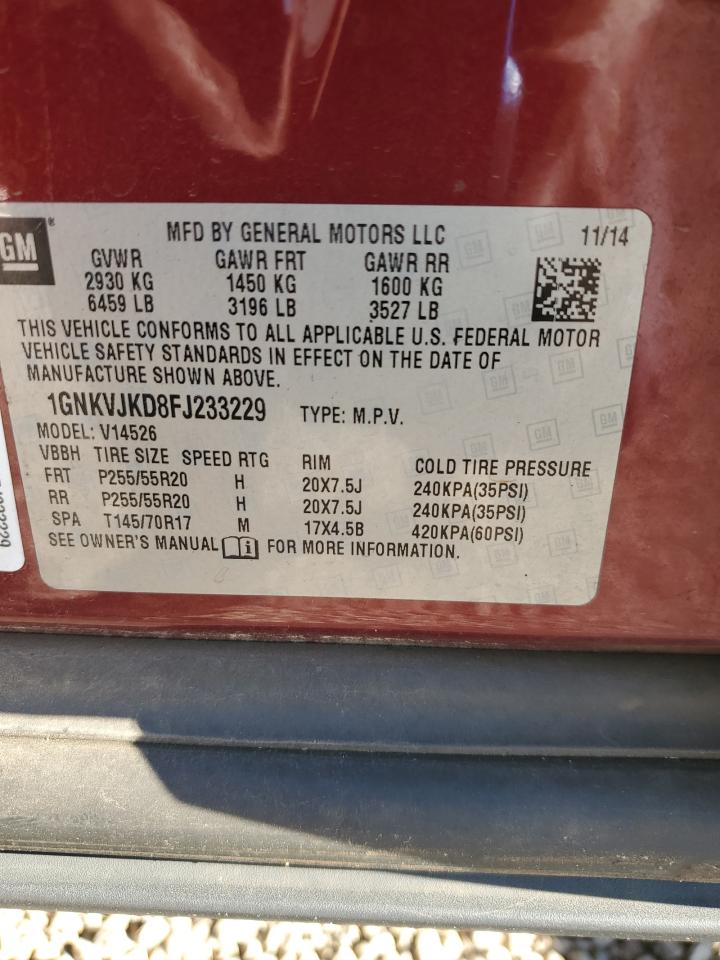 GM®
MFD BY GENERAL MOTORS LLC 11/14
GVWR GAWR FRT GAWR RR
2930 KG 1450 KG 1600 KG
6459 LB 3196 LB 3527 LB
THIS VEHICLE CONFORMS TO ALL APPLICABLE U.S. FEDERAL MOTOR
VEHICLE SAFETY STANDARDS IN EFFECT ON THE DATE OF
MANUFACTURE SHOWN ABOVE.
1GNKVJKD8FJ233229 TYPE: M.P.V.
MODEL: V14526
VBBH TIRE SIZE SPEED RTG RIM COLD TIRE PRESSURE
FRT P255/55R20 H 20X7.5J 240KPA(35PSI)
RR P255/55R20 H 20X7.5J 240KPA(35PSI)
SPA T145/70R17 M 17X4.5B 420KPA(60PSI)
SEE OWNER'S MANUAL i FOR MORE INFORMATION.